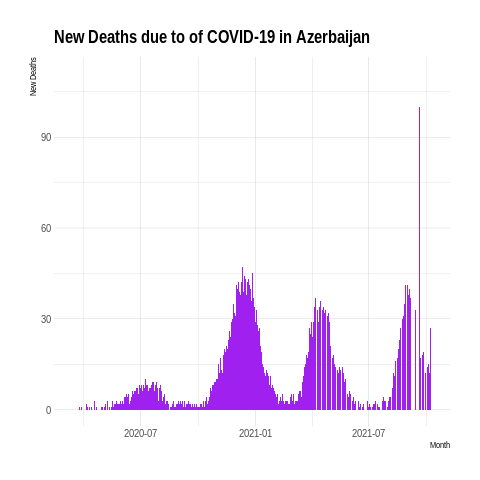 New Deaths due to of COVID-19 in Azerbaijan
New Deaths
90
60
30
0
2020-07 2021-01 2021-07
Month